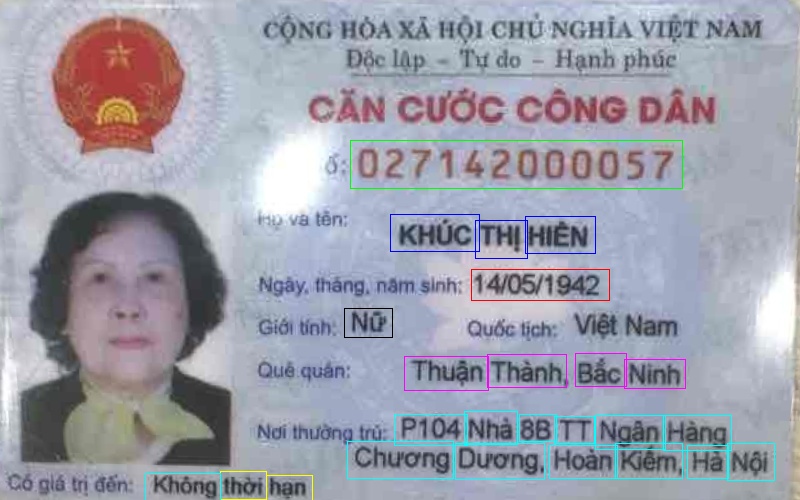 CỘNG HÒA XÃ HỘI CHỦ NGHĨA VIỆT NAM
Độc lập - Tự do - Hạnh phúc
CĂN CƯỚC CÔNG DÂN
Số: 027142000057
Họ và tên: KHÚC THỊ HIỀN
Ngày, tháng, năm sinh: 14/05/1942
Giới tính: Nữ Quốc tịch: Việt Nam
Quê quán: Thuận Thành, Bắc Ninh
Nơi thường trú: P104 Nhà 8B TT Ngân Hàng
Chương Dương, Hoàn Kiếm, Hà Nội
Có giá trị đến: Không thời hạn